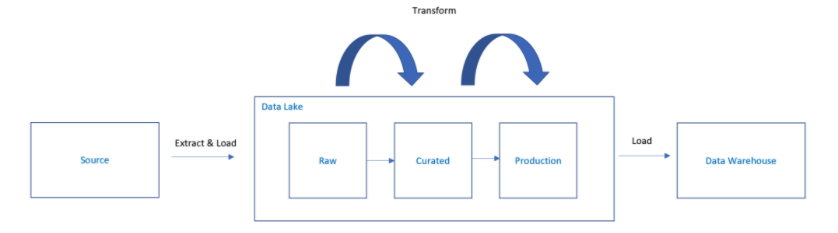 Transform
Data Lake
Source
Extract & Load
Raw
Curated
Production
Load
Data Warehouse